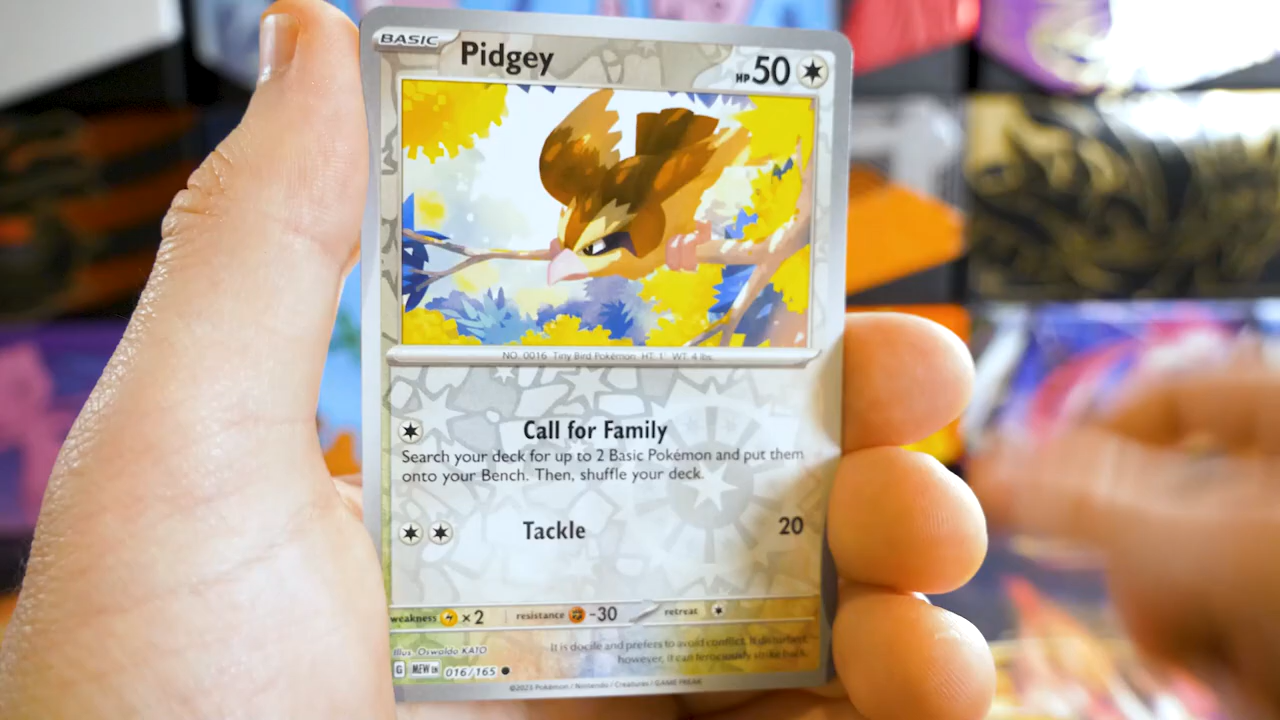 BASIC Pidgey HP 50
NO. 0016 Tiny Bird Pokémon HT: 1' WT: 4 lbs.
Call for Family
Search your deck for up to 2 Basic Pokémon and put them
onto your Bench. Then, shuffle your deck.
Tackle 20
weakness ×2 resistance -30 retreat
Illus. Oswaldo KATO
It is docile and prefers to avoid conflict. If disturbed,
however, it can ferociously strike back.
G MEW EN 016/165
©2023 Pokémon / Nintendo / Creatures / GAME FREAK